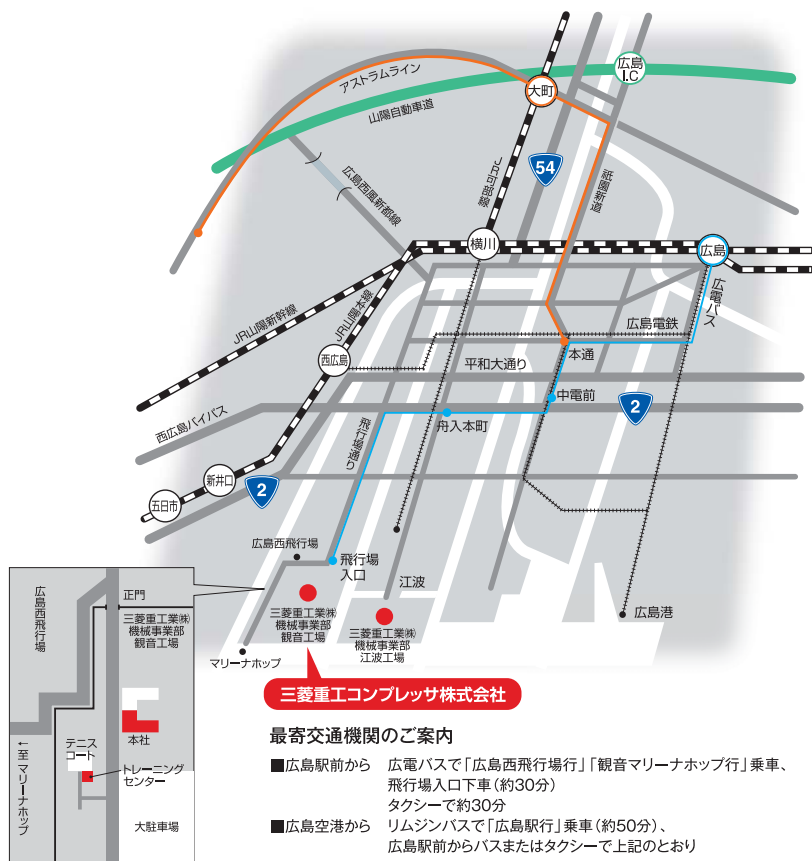 アストラムライン
山陽自動車道
大町
広島
I.C
54
JR可部線
祇園新道
広島西風新都線
横川
広島
広電バス
JR山陽新幹線
JR山陽本線
広島電鉄
本通
西広島
平和大通り
中電前
2
西広島バイパス
飛行場通り
舟入本町
新井口
2
五日市
広島西飛行場
飛行場
入口
江波
広島港
三菱重工業㈱
機械事業部
観音工場
三菱重工業㈱
機械事業部
江波工場
マリーナホップ
広島西飛行場
正門
三菱重工業㈱
機械事業部
観音工場
本社
テニス
コート
トレーニング
センター
←至 マリーナホップ
大駐車場
三菱重工コンプレッサ株式会社
最寄交通機関のご案内
■広島駅前から 広電バスで「広島西飛行場行」「観音マリーナホップ行」乗車、
飛行場入口下車(約30分)
タクシーで約30分
■広島空港から リムジンバスで「広島駅行」乗車(約50分)、
広島駅前からバスまたはタクシーで上記のとおり